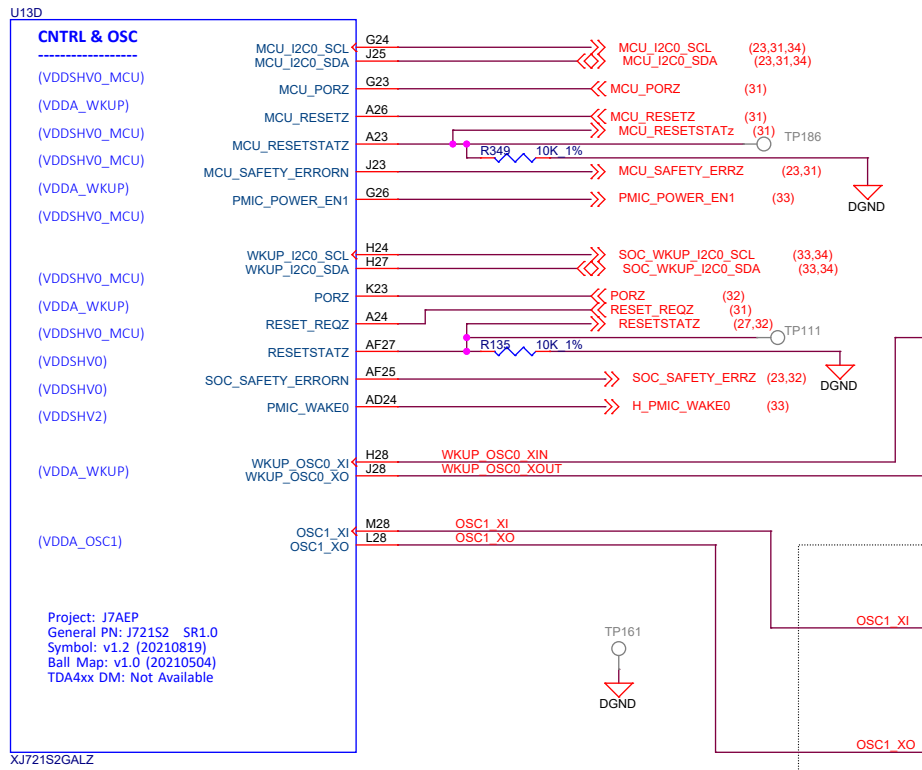 U13D
CNTRL & OSC
-----------------
(VDDSHV0_MCU)
(VDDA_WKUP)
(VDDSHV0_MCU)
(VDDSHV0_MCU)
(VDDA_WKUP)
(VDDSHV0_MCU)
(VDDSHV0_MCU)
(VDDA_WKUP)
(VDDSHV0_MCU)
(VDDSHV0)
(VDDSHV0)
(VDDSHV2)
(VDDA_WKUP)
(VDDA_OSC1)
MCU_I2C0_SCL G24 MCU_I2C0_SCL (23,31,34)
MCU_I2C0_SDA J25 MCU_I2C0_SDA (23,31,34)
MCU_PORZ G23 MCU_PORZ (31)
MCU_RESETZ A26 MCU_RESETZ (31)
MCU_RESETSTATz (31)
MCU_RESETSTATZ A23 TP186
R349 10K_1%
MCU_SAFETY_ERRORN J23 MCU_SAFETY_ERRZ (23,31)
DGND
PMIC_POWER_EN1 G26 PMIC_POWER_EN1 (33)
WKUP_I2C0_SCL H24 SOC_WKUP_I2C0_SCL (33,34)
WKUP_I2C0_SDA H27 SOC_WKUP_I2C0_SDA (33,34)
PORZ K23 PORZ (32)
RESET_REQZ A24 RESET_REQZ (31)
RESETSTATZ (27,32)
TP111
RESETSTATZ AF27 R135 10K_1%
DGND
SOC_SAFETY_ERRORN AF25 SOC_SAFETY_ERRZ (23,32)
PMIC_WAKE0 AD24 H_PMIC_WAKE0 (33)
WKUP_OSC0_XI H28 WKUP_OSC0_XIN
WKUP_OSC0_XO J28 WKUP_OSC0_XOUT
OSC1_XI M28 OSC1_XI
OSC1_XO L28 OSC1_XO
OSC1_XI
TP161
DGND
OSC1_XO
Project: J7AEP
General PN: J721S2 SR1.0
Symbol: v1.2 (20210819)
Ball Map: v1.0 (20210504)
TDA4xx DM: Not Available
XJ721S2GALZ